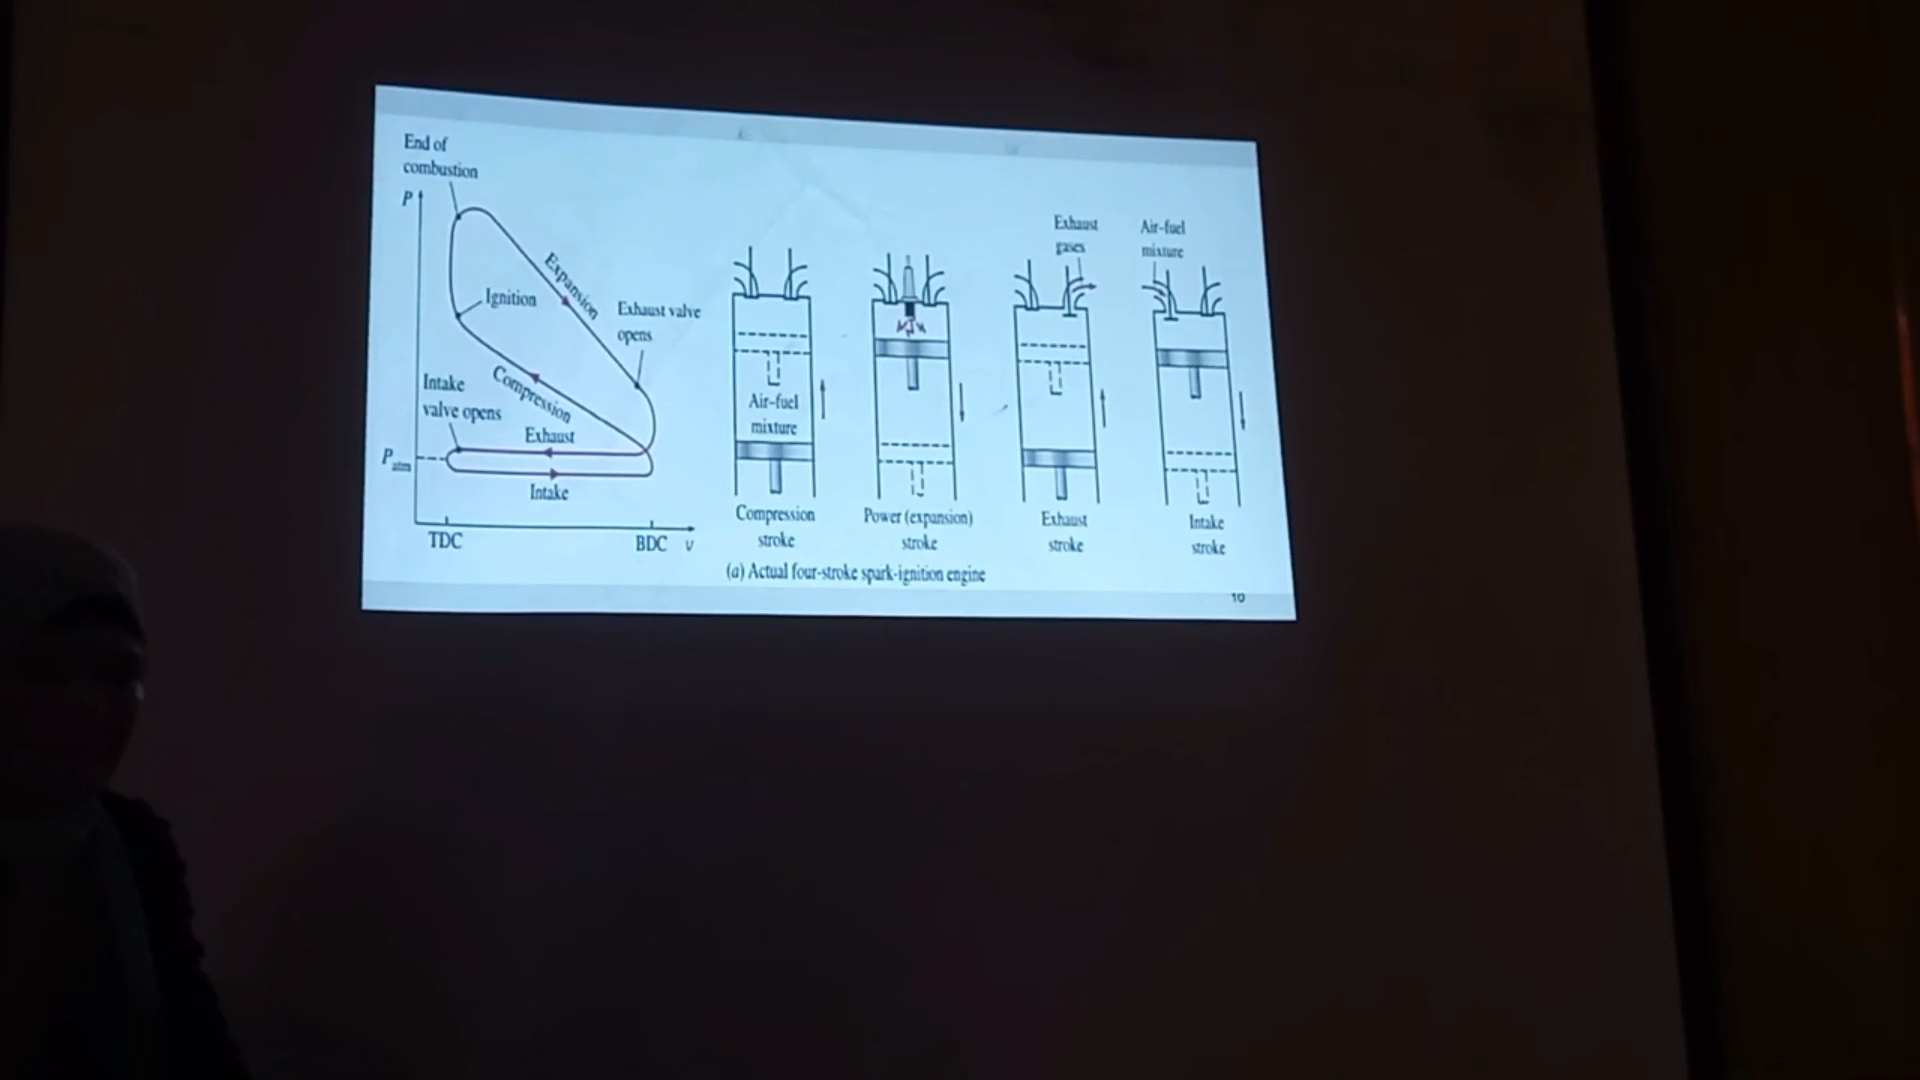 End of
combustion
P
Expansion
Ignition
Exhaust valve
opens
Compression
Intake
valve opens
Exhaust
P atm
Intake
TDC
BDC
v
Air-fuel
mixture
Compression
stroke
Power (expansion)
stroke
Exhaust
gases
Exhaust
stroke
Air-fuel
mixture
Intake
stroke
(a) Actual four-stroke spark-ignition engine
10